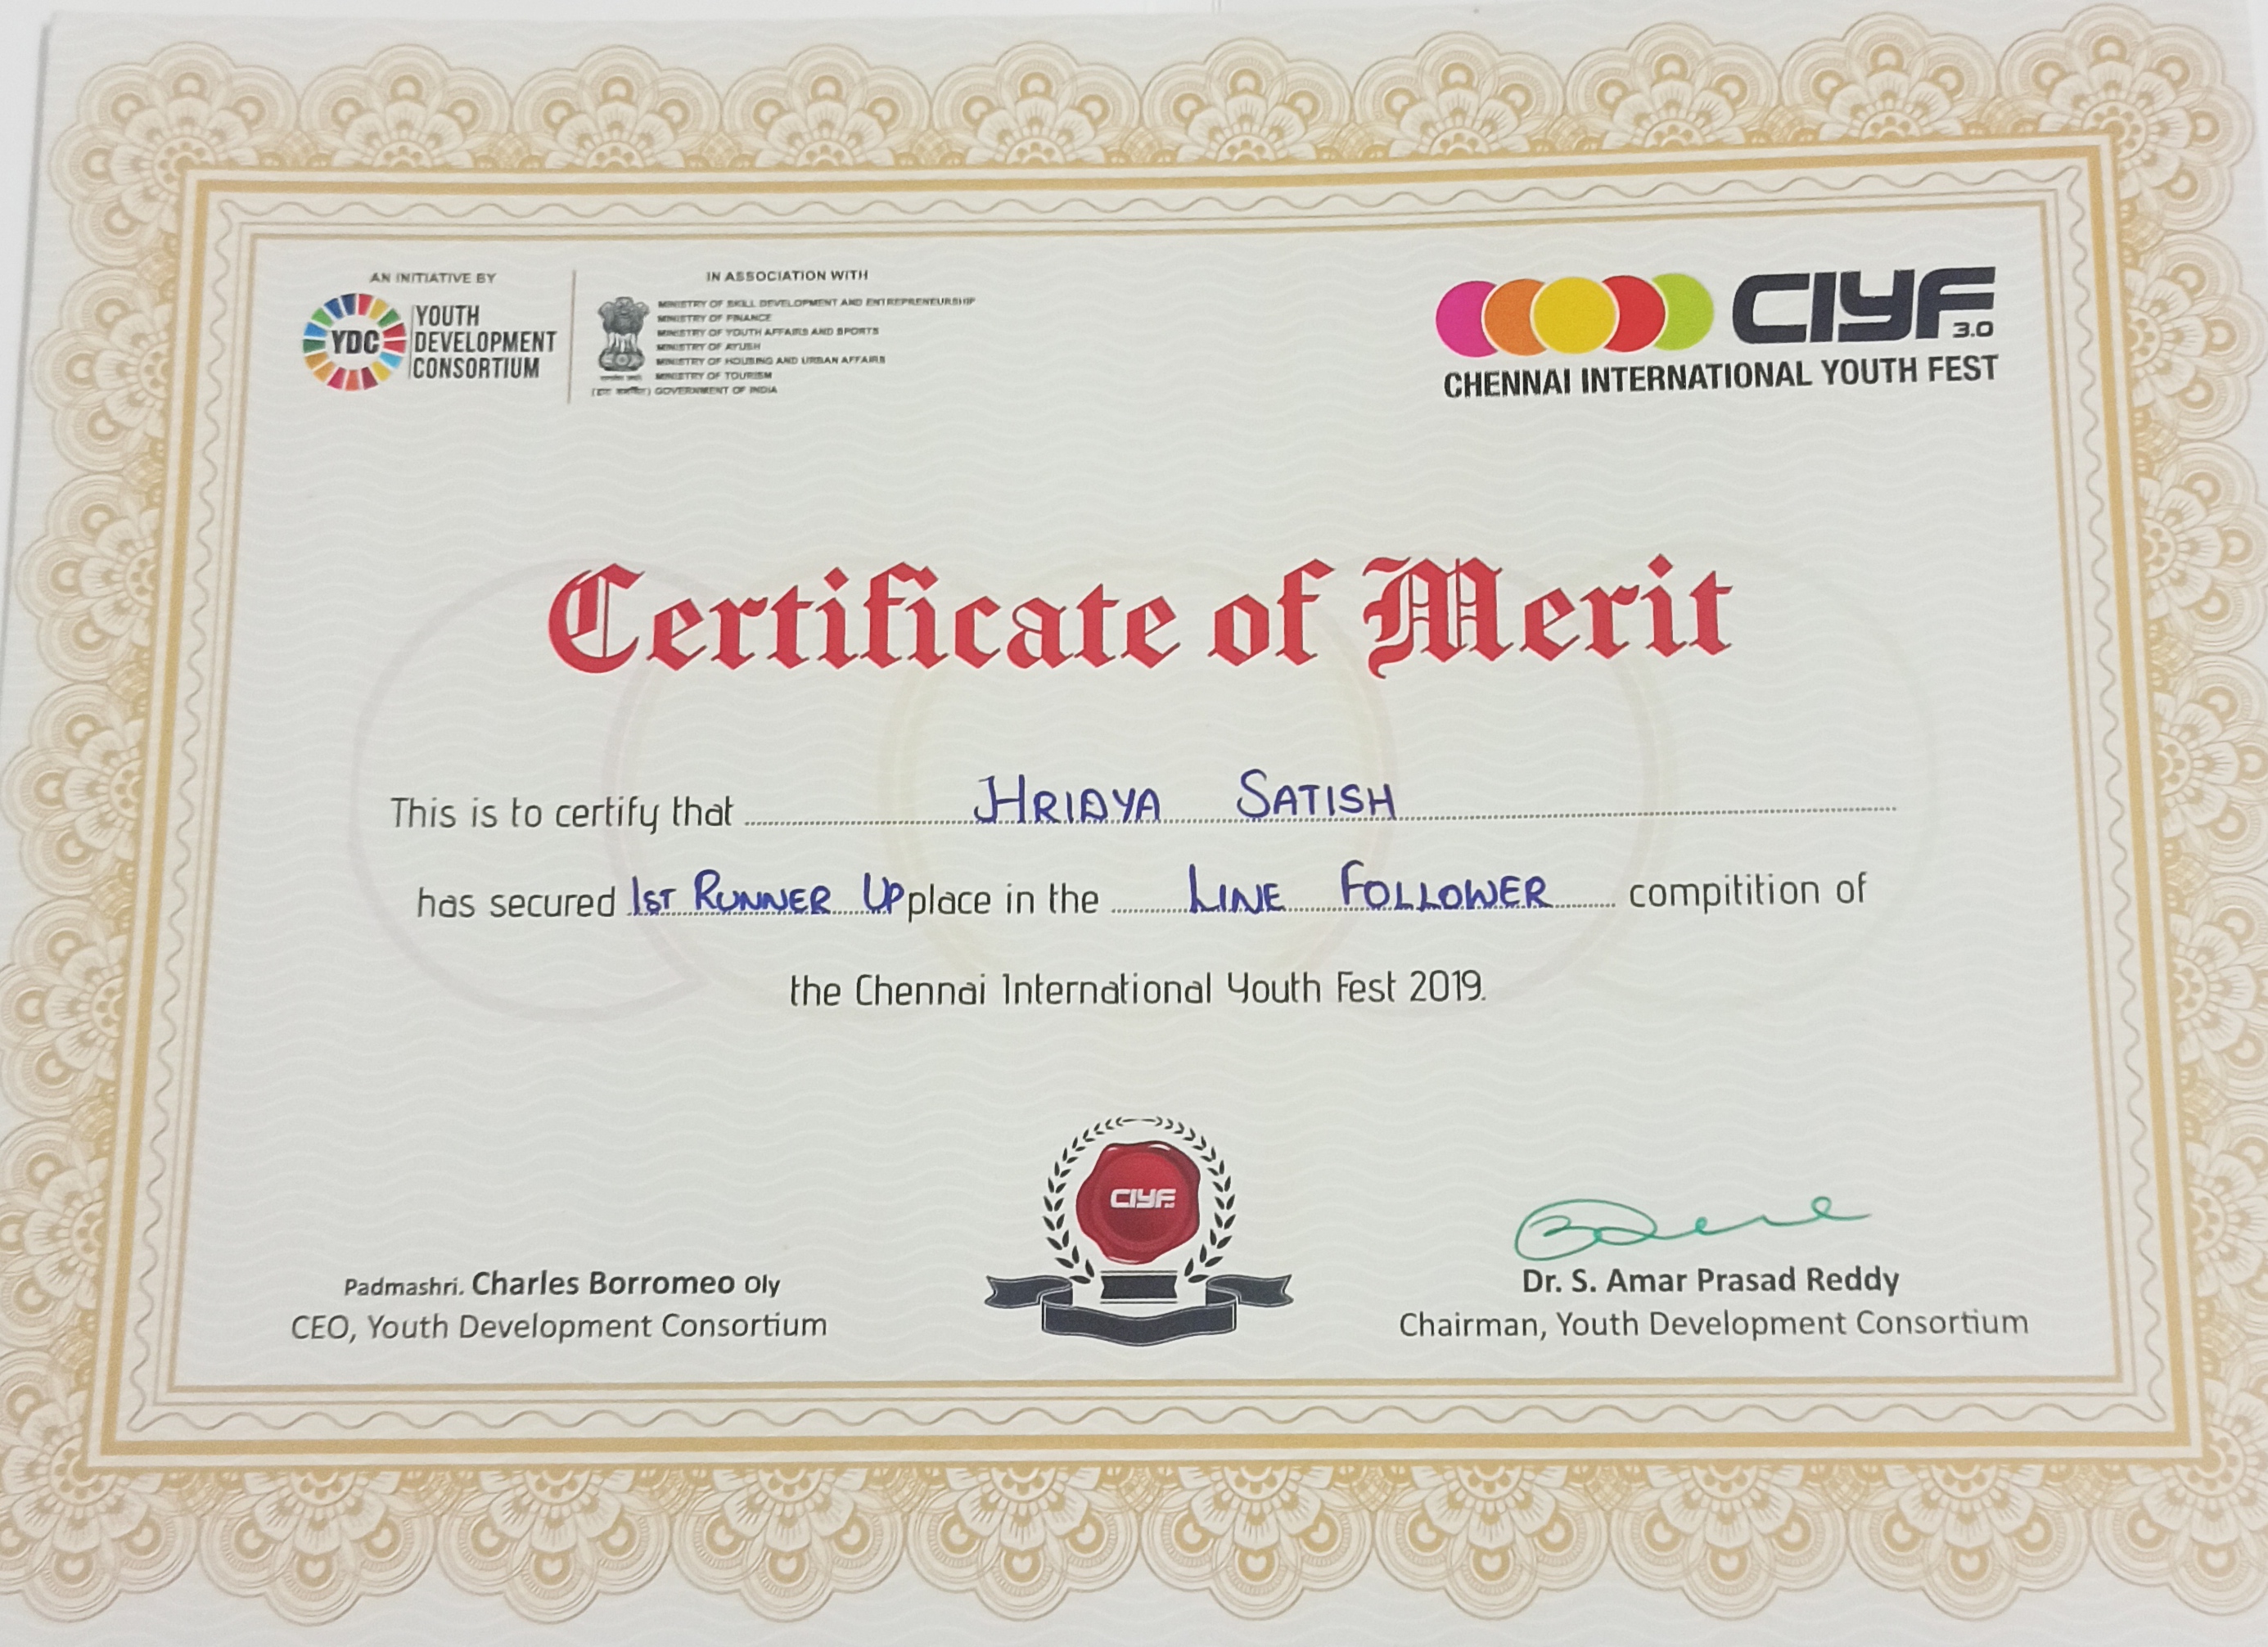 AN INITIATIVE BY
YDC
YOUTH
DEVELOPMENT
CONSORTIUM
IN ASSOCIATION WITH
MINISTRY OF SKILL DEVELOPMENT AND ENTREPRENEURSHIP
MINISTRY OF FINANCE
MINISTRY OF YOUTH AFFAIRS AND SPORTS
MINISTRY OF AYUSH
MINISTRY OF HOUSING AND URBAN AFFAIRS
MINISTRY OF TOURISM
GOVERNMENT OF INDIA
CIYF
3.0
CHENNAI INTERNATIONAL YOUTH FEST
Certificate of Merit
This is to certify that HRIDYA SATISH
has secured 1ST RUNNER UP place in the LINE FOLLOWER compitition of
the Chennai International Youth Fest 2019.
CIYF
Padmashri. Charles Borromeo Oly
CEO, Youth Development Consortium
Dr. S. Amar Prasad Reddy
Chairman, Youth Development Consortium